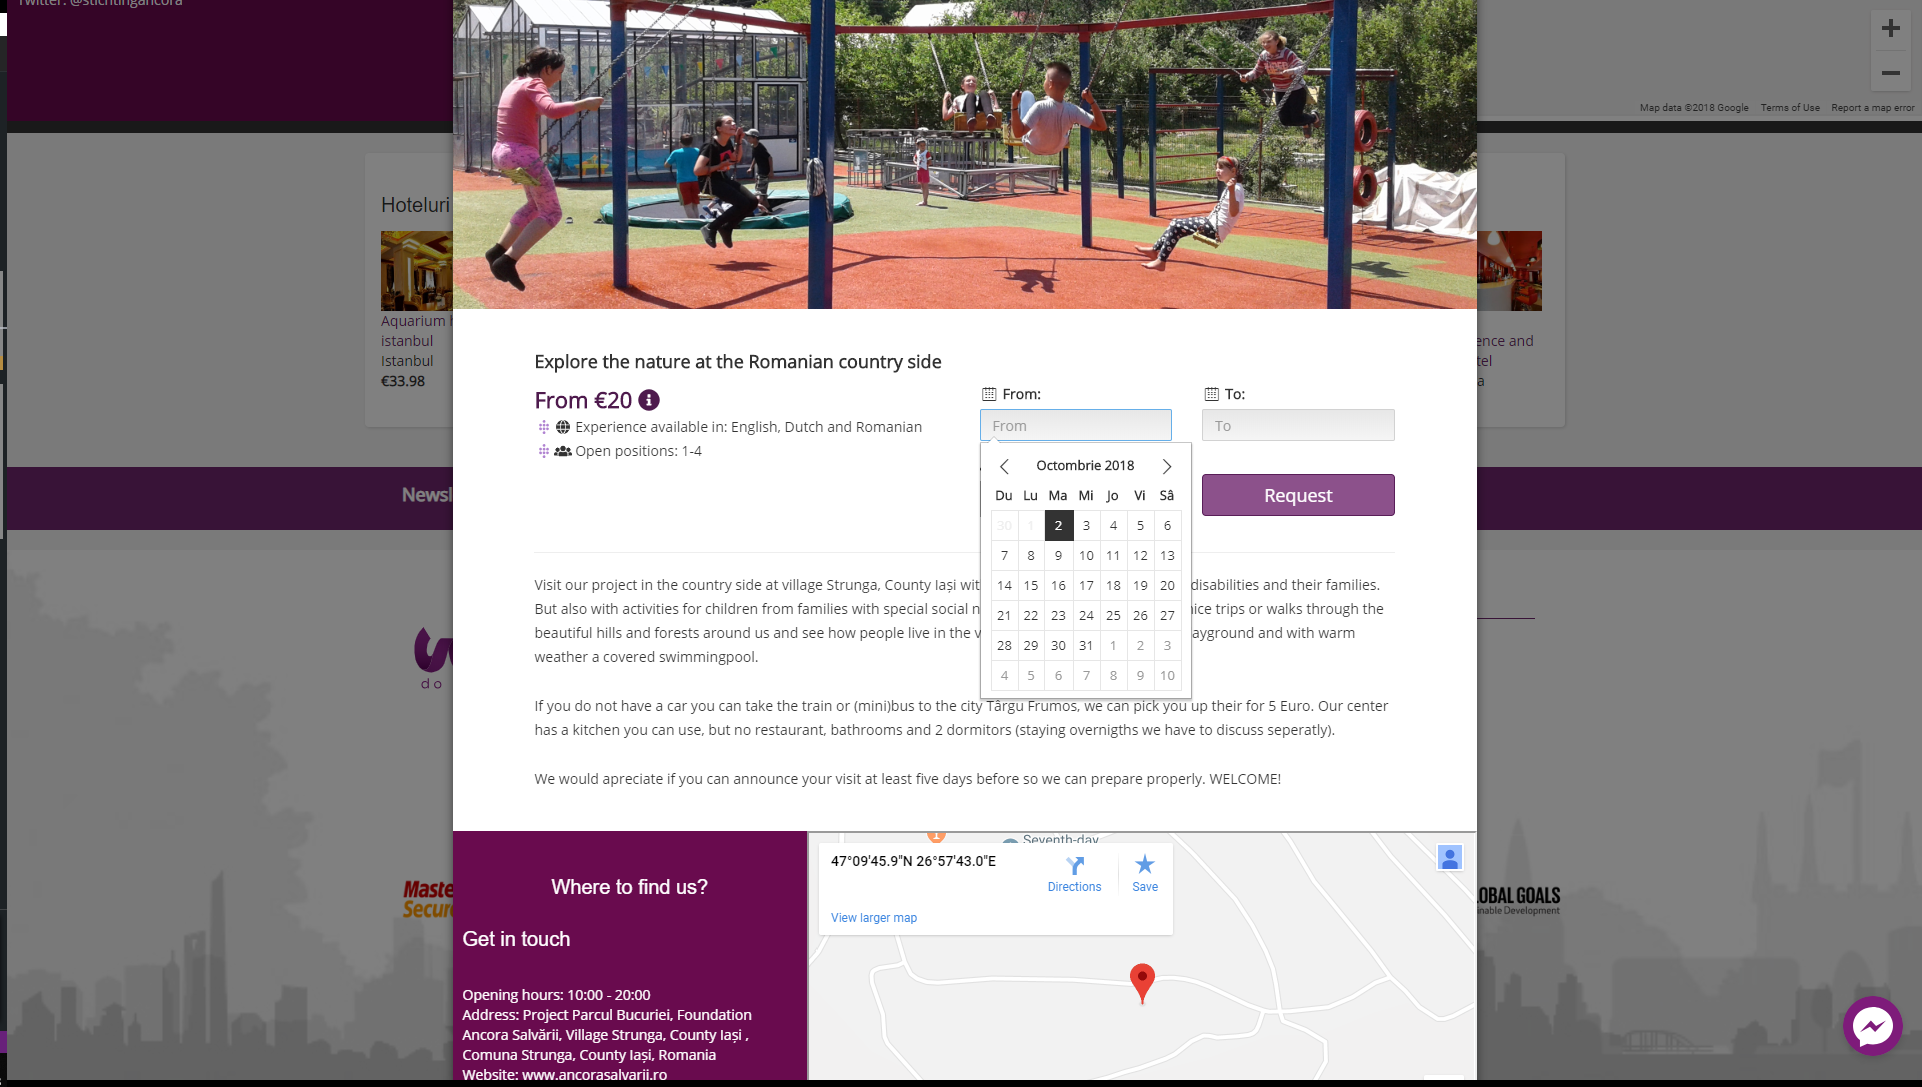 Twitter: @stichtingancora
Map data ©2018 Google Terms of Use Report a map error
Hoteluri
Aquarium
istanbul
Istanbul
€33.98
Explore the nature at the Romanian country side
From €20
Experience available in: English, Dutch and Romanian
Open positions: 1-4
From:
To:
From
To
Octombrie 2018
Du Lu Ma Mi Jo Vi Sâ
30 1 2 3 4 5 6
7 8 9 10 11 12 13
14 15 16 17 18 19 20
21 22 23 24 25 26 27
28 29 30 31 1 2 3
4 5 6 7 8 9 10
Request
Visit our project in the country side at village Strunga, County Iași disabilities and their families.
But also with activities for children from families with special social nice trips or walks through the
beautiful hills and forests around us and see how people live in the and with warm
weather a covered swimmingpool.
If you do not have a car you can take the train or (mini)bus to the city Târgu Frumos, we can pick you up their for 5 Euro. Our center
has a kitchen you can use, but no restaurant, bathrooms and 2 dormitors (staying overnigths we have to discuss seperatly).
We would apreciate if you can announce your visit at least five days before so we can prepare properly. WELCOME!
and
Where to find us?
Get in touch
Opening hours: 10:00 - 20:00
Address: Project Parcul Bucuriei, Foundation
Ancora Salvării, Village Strunga, County Iași ,
Comuna Strunga, County Iași, Romania
Website: www.ancorasalvarii.ro
Seventh-day
47°09'45.9"N 26°57'43.0"E
Directions
Save
View larger map
do
GOALS
Development